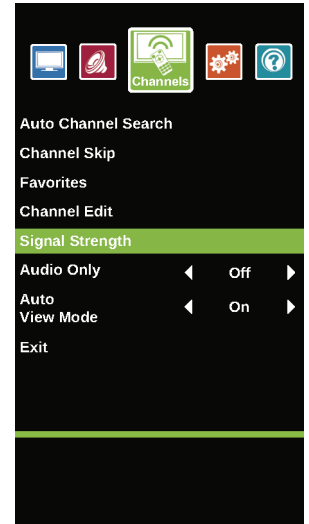 Channels
Auto Channel Search
Channel Skip
Favorites
Channel Edit
Signal Strength
Audio Only Off
Auto
View Mode On
Exit